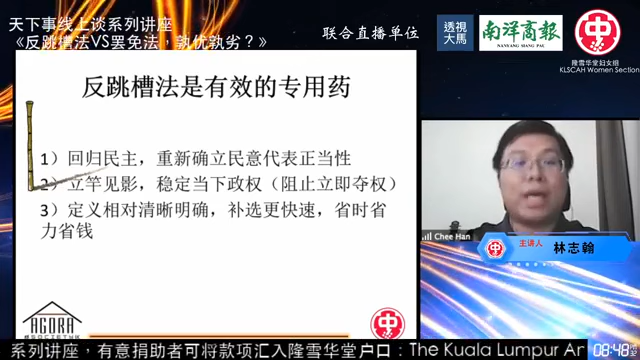 天下事线上谈系列讲座
《反跳槽法VS罢免法，孰优孰劣？》
联合直播单位
透視
大馬
南洋商報
NANYANG SIANG PAU
隆雪华堂妇女组
KLSCAH Women Section
反跳槽法是有效的专用药
1）回归民主，重新确立民意代表正当性
2）立竿见影，稳定当下政权（阻止立即夺权）
3）定义相对清晰明确，补选更快速，省时省
力省钱
Chee Han
主讲人
林志翰
AGORA
SOCIETY
系列讲座，有意捐助者可将款项汇入隆雪华堂户口：The Kuala Lumpur An
08:48